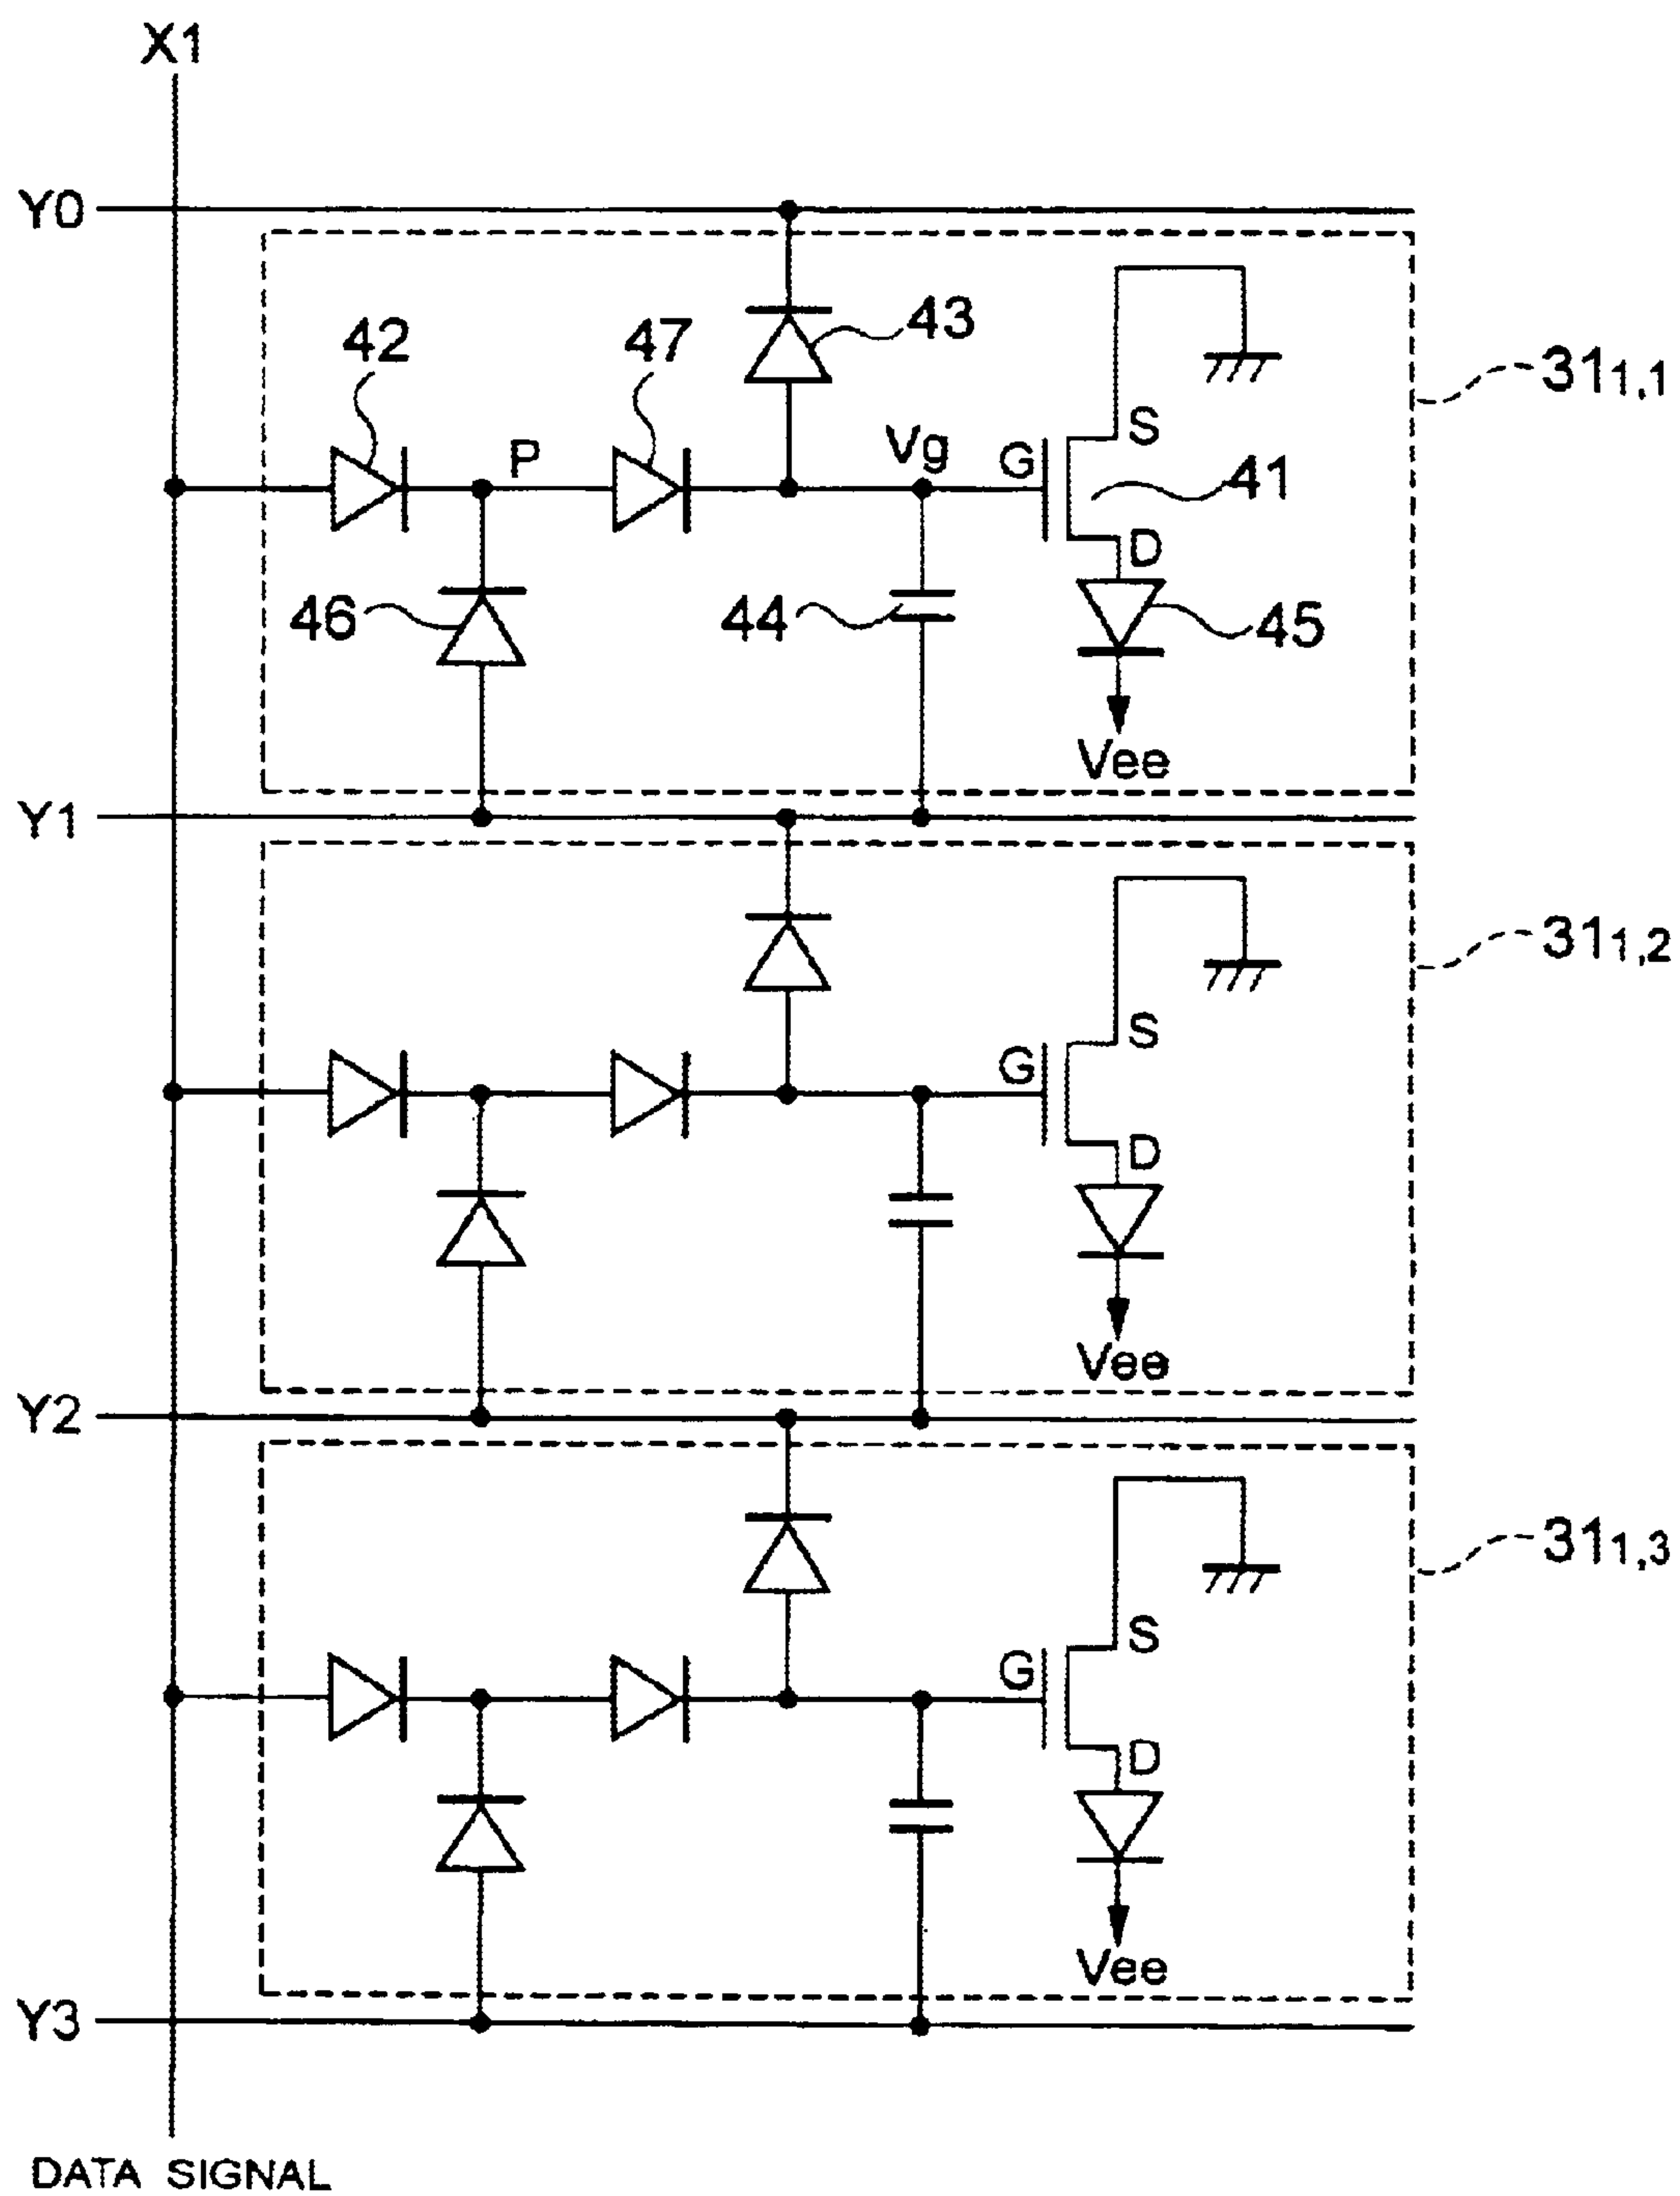 X1
Y0
43
42
47
31₁,₁
P
Vg
G
S
41
D
46
44
45
Vee
Y1
31₁,₂
G
S
D
Vee
Y2
31₁,₃
G
S
D
Vee
Y3
DATA SIGNAL